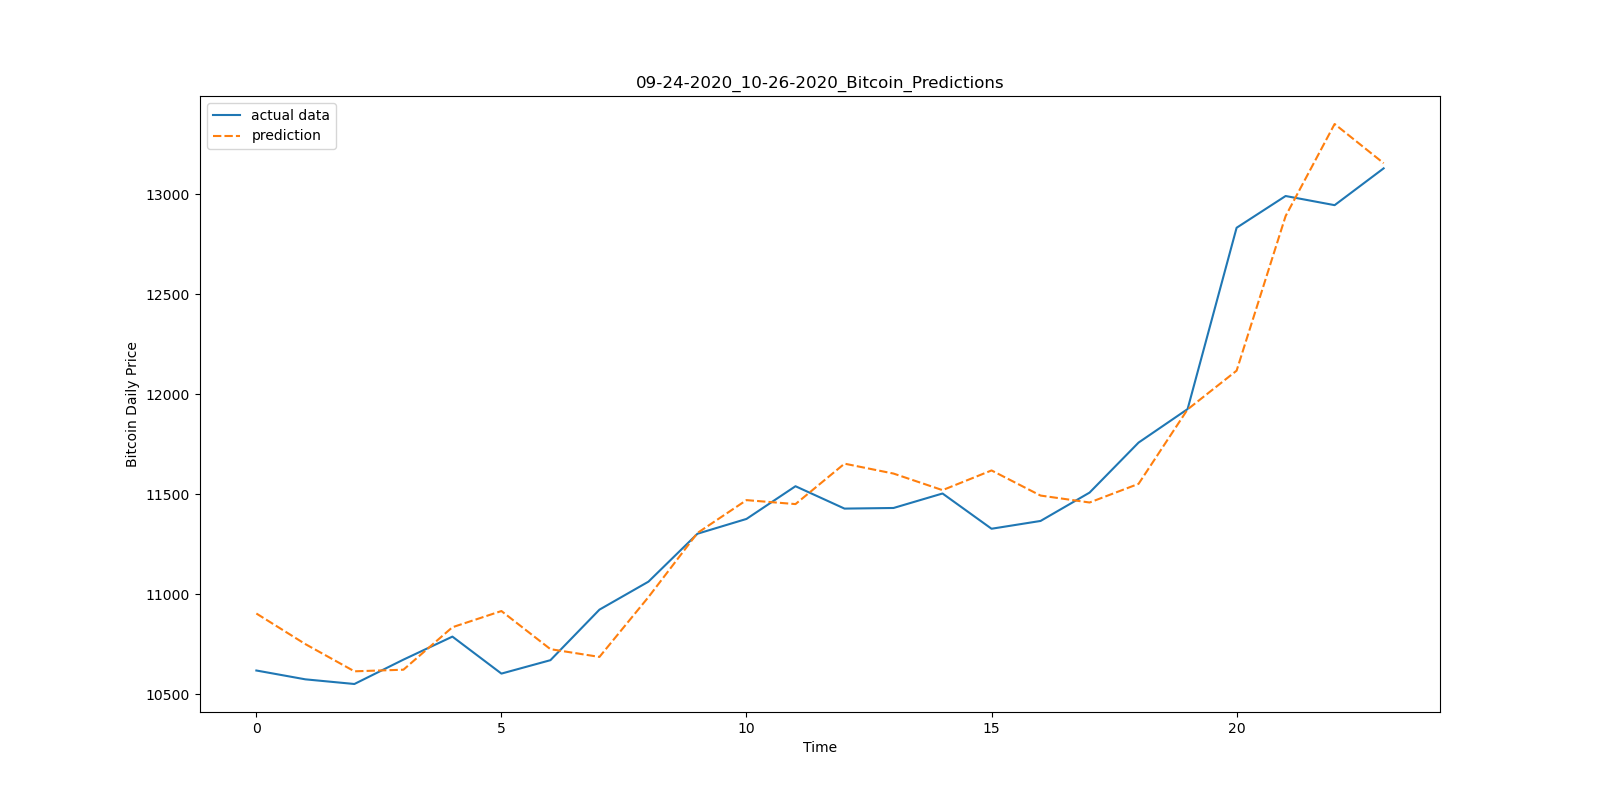 09-24-2020_10-26-2020_Bitcoin_Predictions
actual data
prediction
13000
12500
12000
11500
11000
10500
Bitcoin Daily Price
0 5 10 15 20
Time